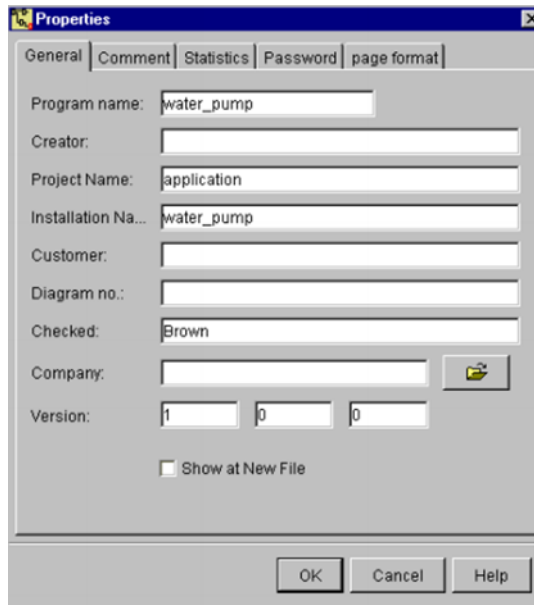 Properties
General Comment Statistics Password page format
Program name: water_pump
Creator:
Project Name: application
Installation Na... water_pump
Customer:
Diagram no.:
Checked: Brown
Company:
Version: 1 0 0
Show at New File
OK Cancel Help